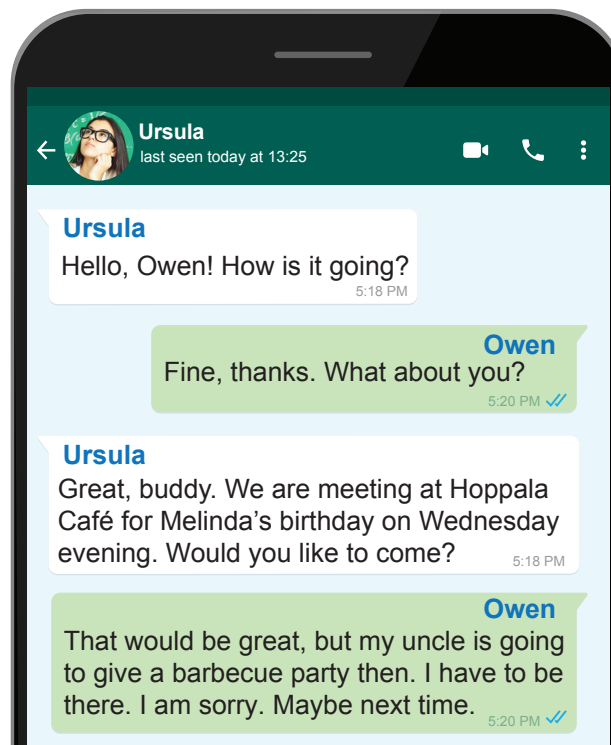 Ursula
last seen today at 13:25
Ursula
Hello, Owen! How is it going?
5:18 PM
Owen
Fine, thanks. What about you?
5:20 PM
Ursula
Great, buddy. We are meeting at Hoppala
Café for Melinda’s birthday on Wednesday
evening. Would you like to come?
5:18 PM
Owen
That would be great, but my uncle is going
to give a barbecue party then. I have to be
there. I am sorry. Maybe next time.
5:20 PM